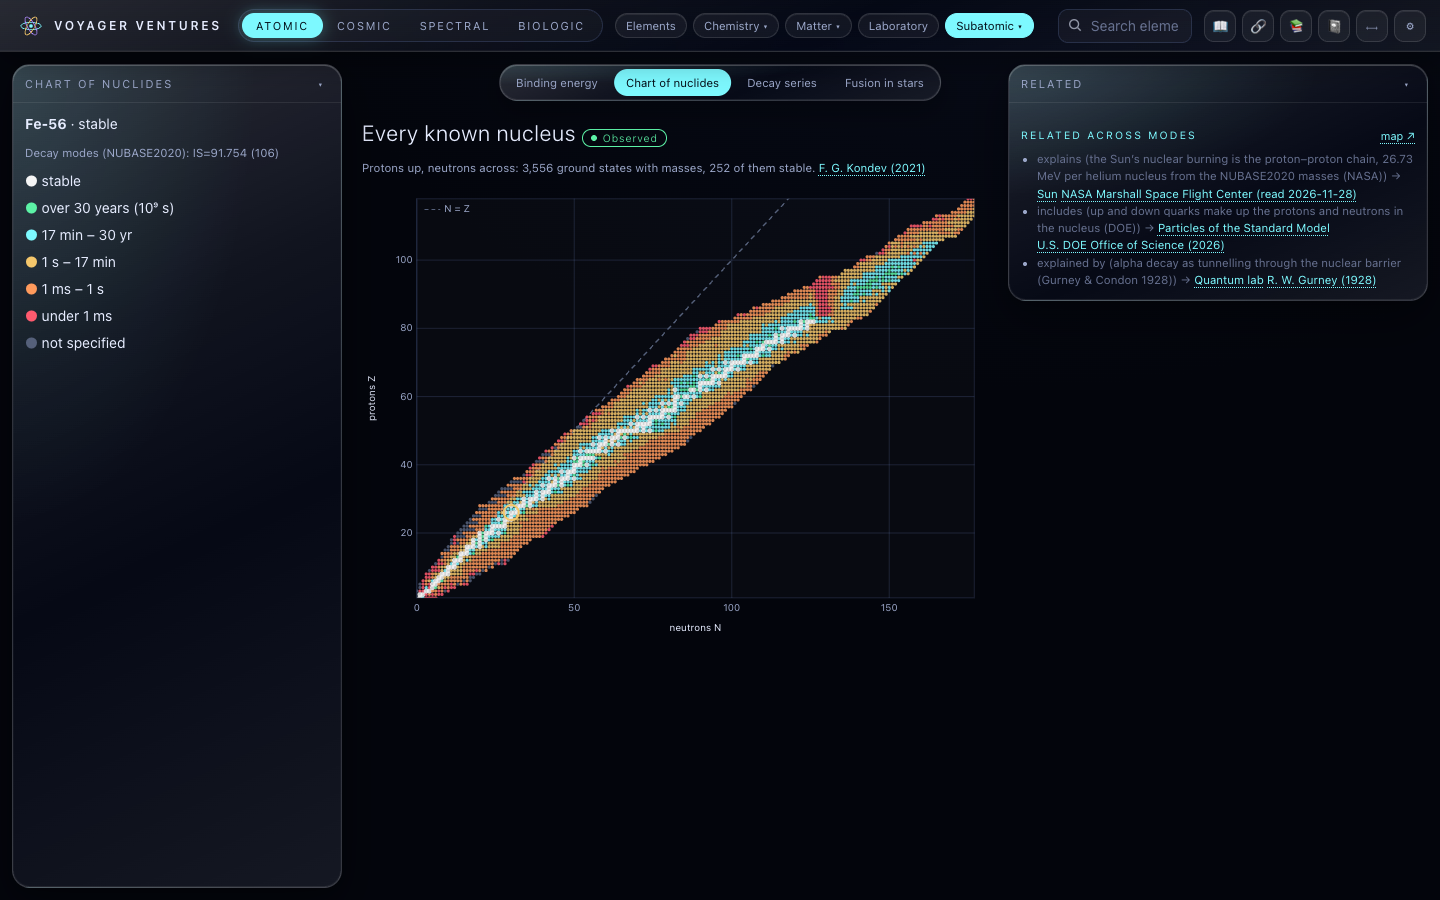 VOYAGER VENTURES
ATOMIC
COSMIC
SPECTRAL
BIOLOGIC
Elements
Chemistry
Matter
Laboratory
Subatomic
Search eleme
CHART OF NUCLIDES
Fe-56 · stable
Decay modes (NUBASE2020): IS=91.754 (106)
stable
over 30 years (10⁹ s)
17 min – 30 yr
1 s – 17 min
1 ms – 1 s
under 1 ms
not specified
Binding energy
Chart of nuclides
Decay series
Fusion in stars
Every known nucleus
Observed
Protons up, neutrons across: 3,556 ground states with masses, 252 of them stable. F. G. Kondev (2021)
N = Z
100
80
60
40
20
protons Z
0
50
100
150
neutrons N
RELATED
RELATED ACROSS MODES
map ↗
explains (the Sun's nuclear burning is the proton–proton chain, 26.73
MeV per helium nucleus from the NUBASE2020 masses (NASA)) →
Sun NASA Marshall Space Flight Center (read 2026-11-28)
includes (up and down quarks make up the protons and neutrons in
the nucleus (DOE)) → Particles of the Standard Model
U.S. DOE Office of Science (2026)
explained by (alpha decay as tunnelling through the nuclear barrier
(Gurney & Condon 1928)) → Quantum lab R. W. Gurney (1928)